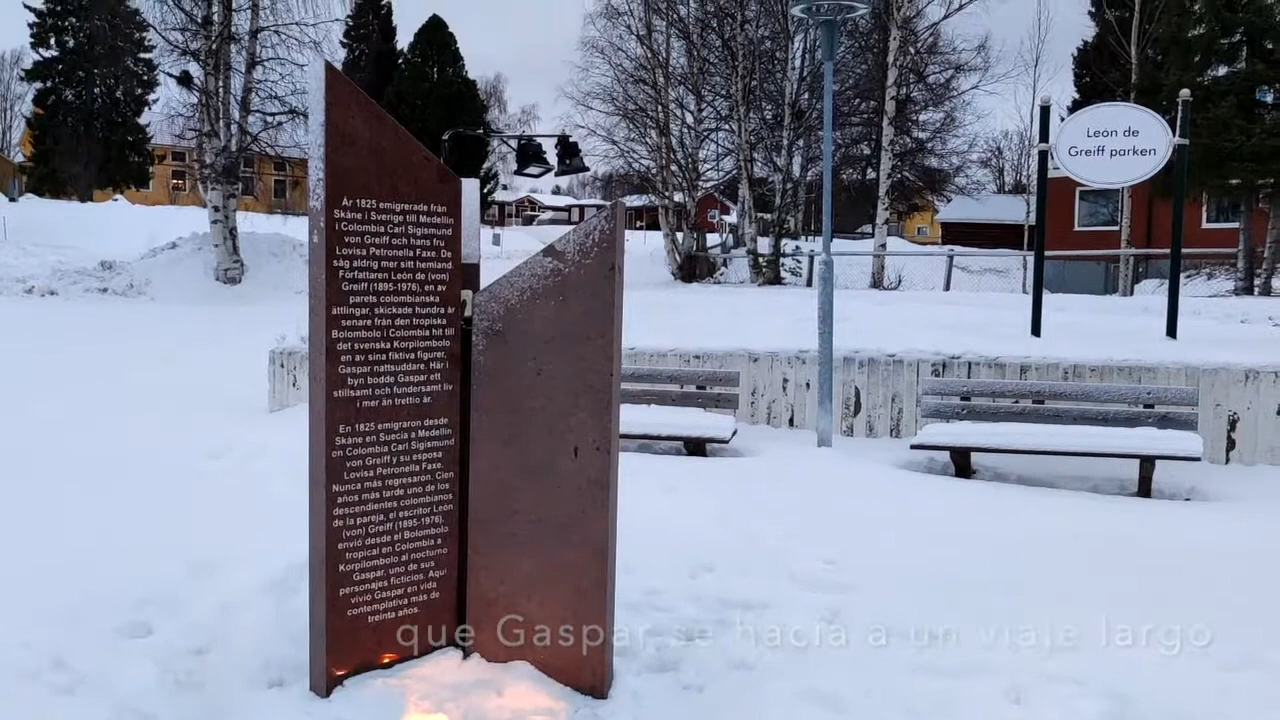 År 1825 emigrerade från
Skåne i Sverige till Medellin
i Colombia Carl Sigismund
von Greiff och hans fru
Lovisa Petronella Faxe. De
såg aldrig mer sitt hemland.
Författaren León de (von)
Greiff (1895-1976), en av
parets colombianska
ättlingar, skickade hundra år
senare från den tropiska
Bolombolo i Colombia hit till
det svenska Korpilombolo
en av sina fiktiva figurer,
Gaspar nattsuddare. Här i
byn bodde Gaspar ett
stillsamt och fundersamt liv
i mer än trettio år.
En 1825 emigraron desde
Skåne en Suecia a Medellin
en Colombia Carl Sigismund
von Greiff y su esposa
Lovisa Petronella Faxe.
Nunca más regresaron. Cien
años más tarde uno de los
descendientes colombianos
de la pareja, el escritor León
(von) Greiff (1895-1976),
envió desde el Bolombolo
tropical en Colombia a
Korpilombolo al nocturno
Gaspar, uno de sus
personajes ficticios. Aquí
vivió Gaspar en vida
contemplativa más de
treinta años.
León de
Greiff parken
que Gaspar se hacía a un viaje largo